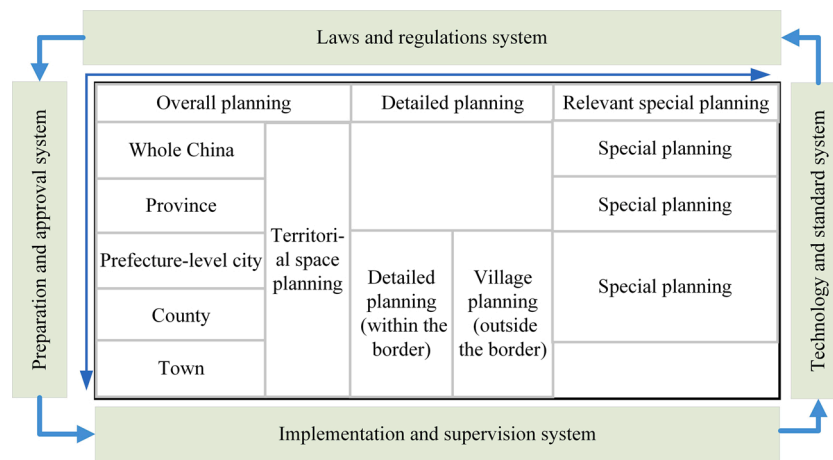 Laws and regulations system
Preparation and approval system
Overall planning
Detailed planning
Relevant special planning
Whole China
Province
Prefecture-level city
County
Town
Territori-
al space
planning
Detailed
planning
(within the
border)
Village
planning
(outside
the border)
Special planning
Special planning
Special planning
Technology and standard system
Implementation and supervision system